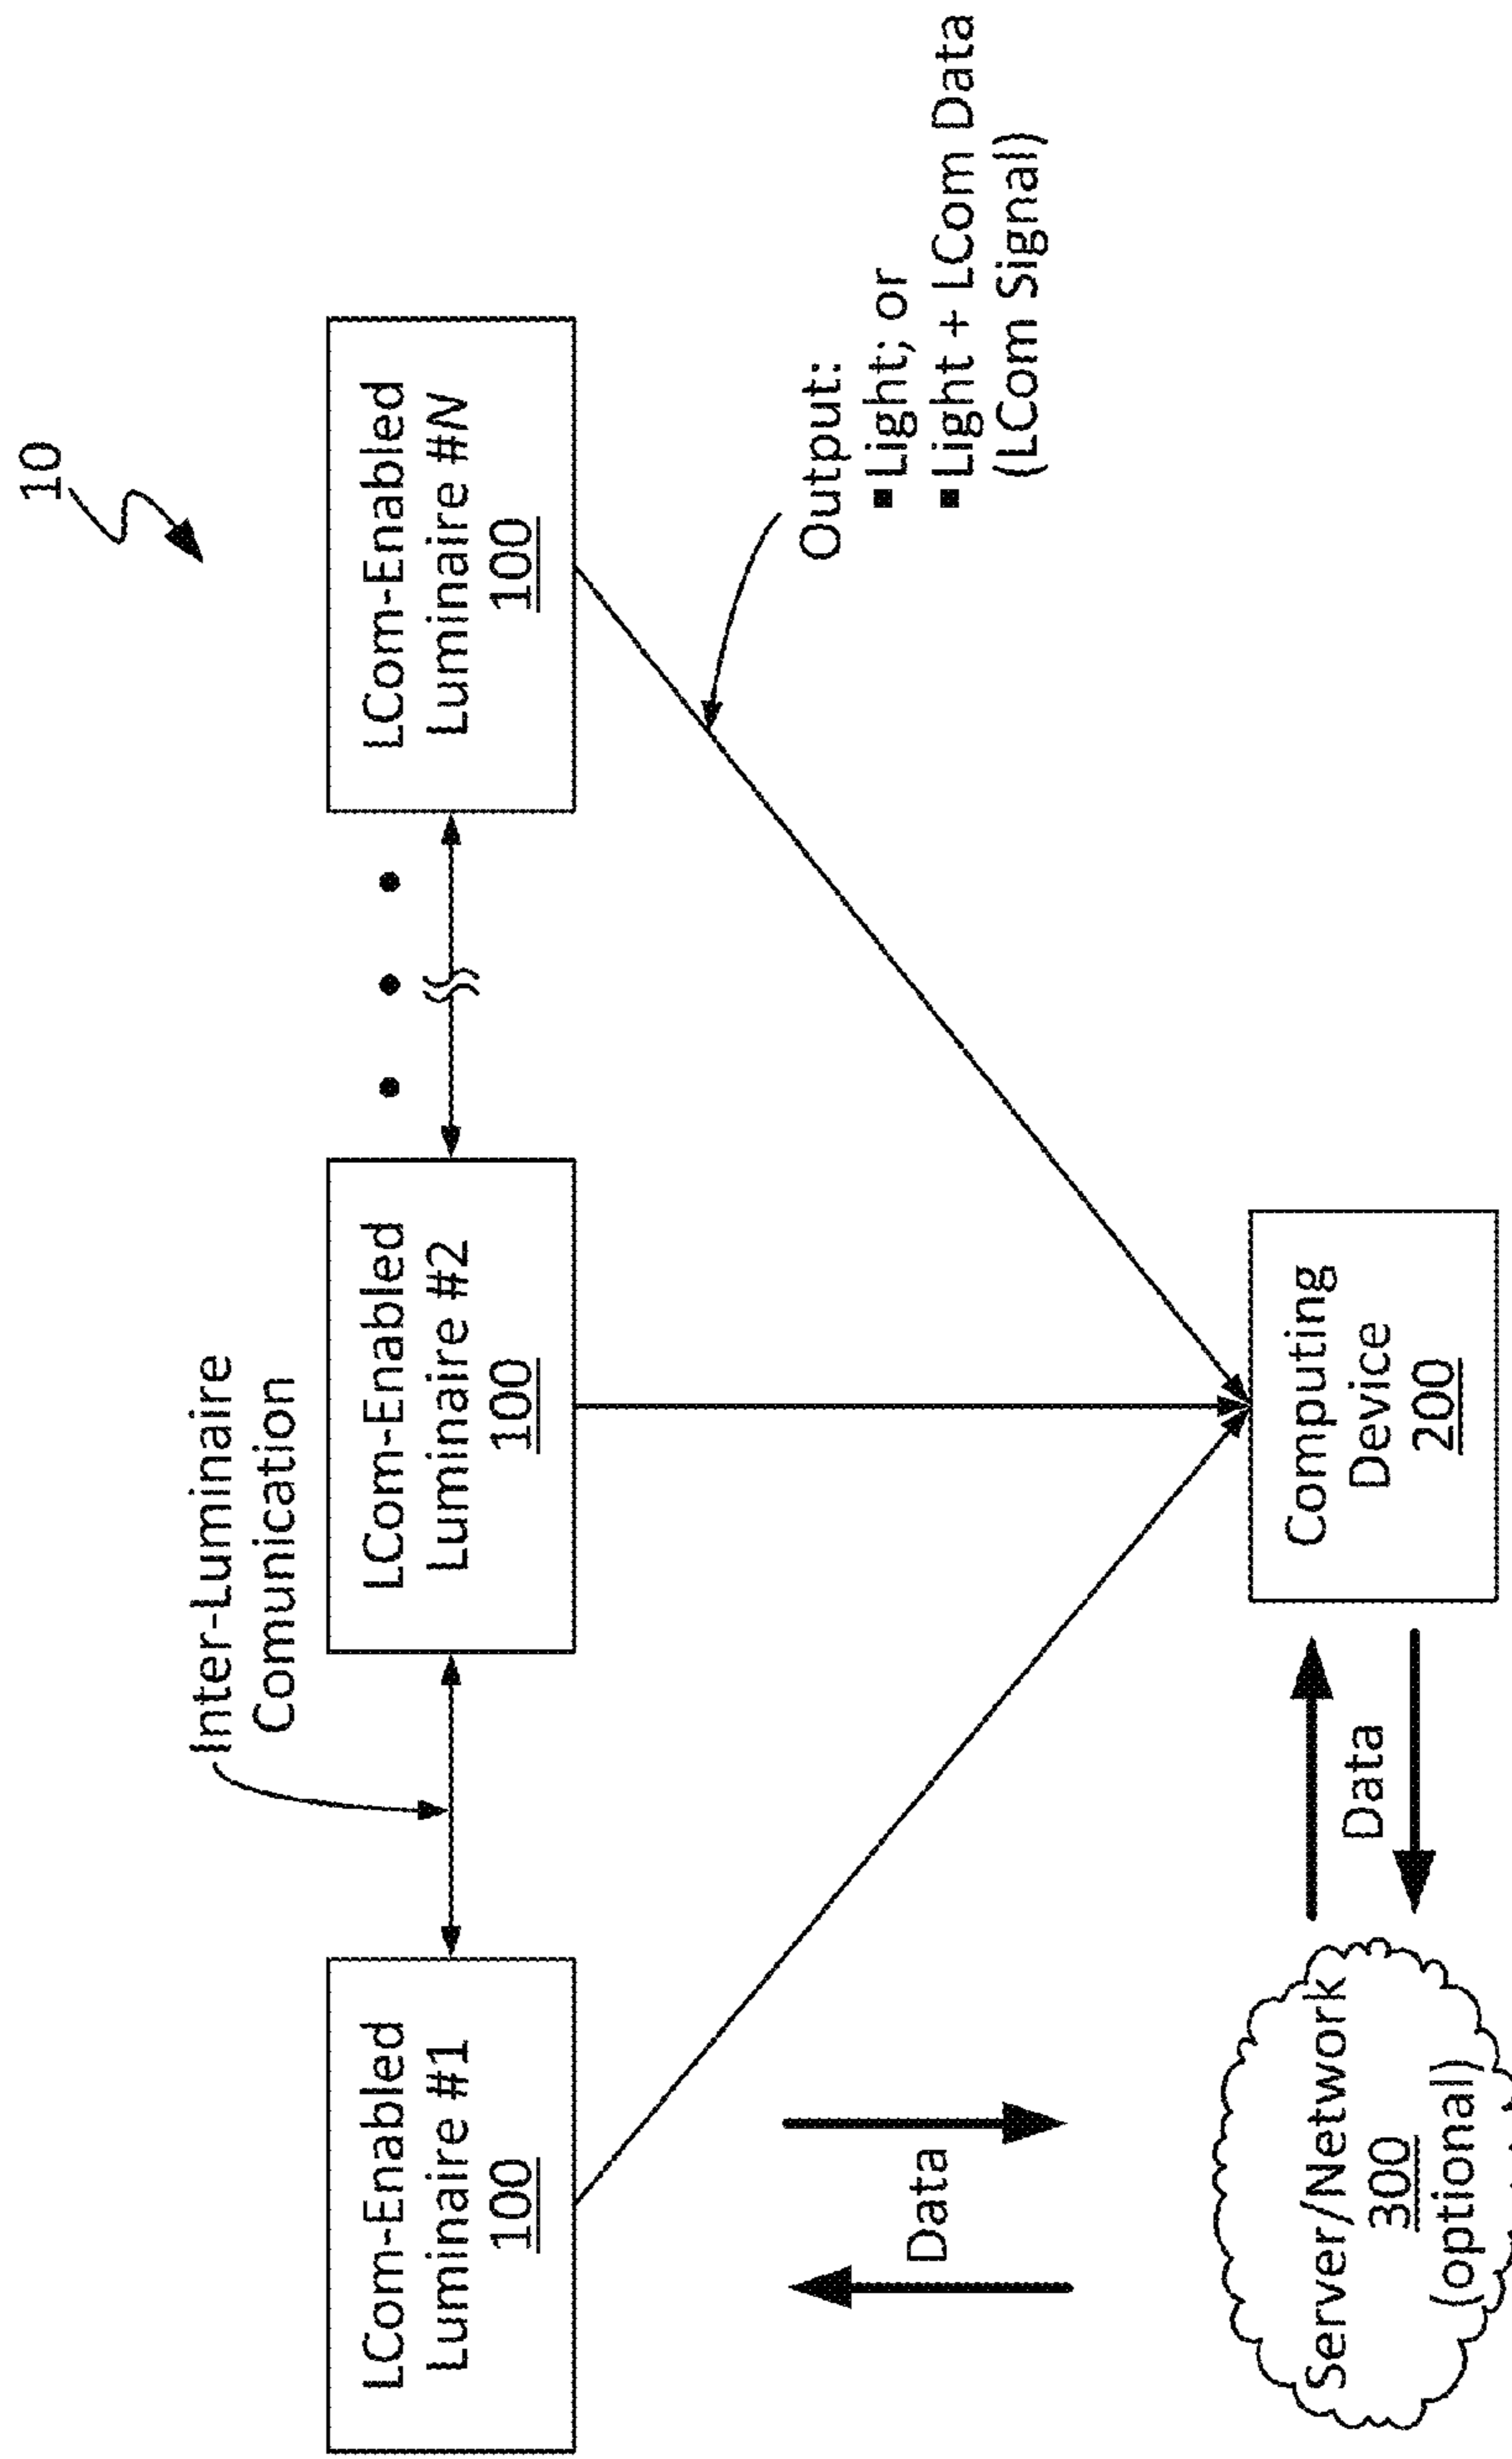 10
Inter-Luminaire
Comunication
LCom-Enabled
Luminaire #1
100
LCom-Enabled
Luminaire #2
100
LCom-Enabled
Luminaire #N
100
Output:
▪ Light; or
▪ Light + LCom Data
(LCom Signal)
Data
Server/Network
300
(optional)
Data
Computing
Device
200